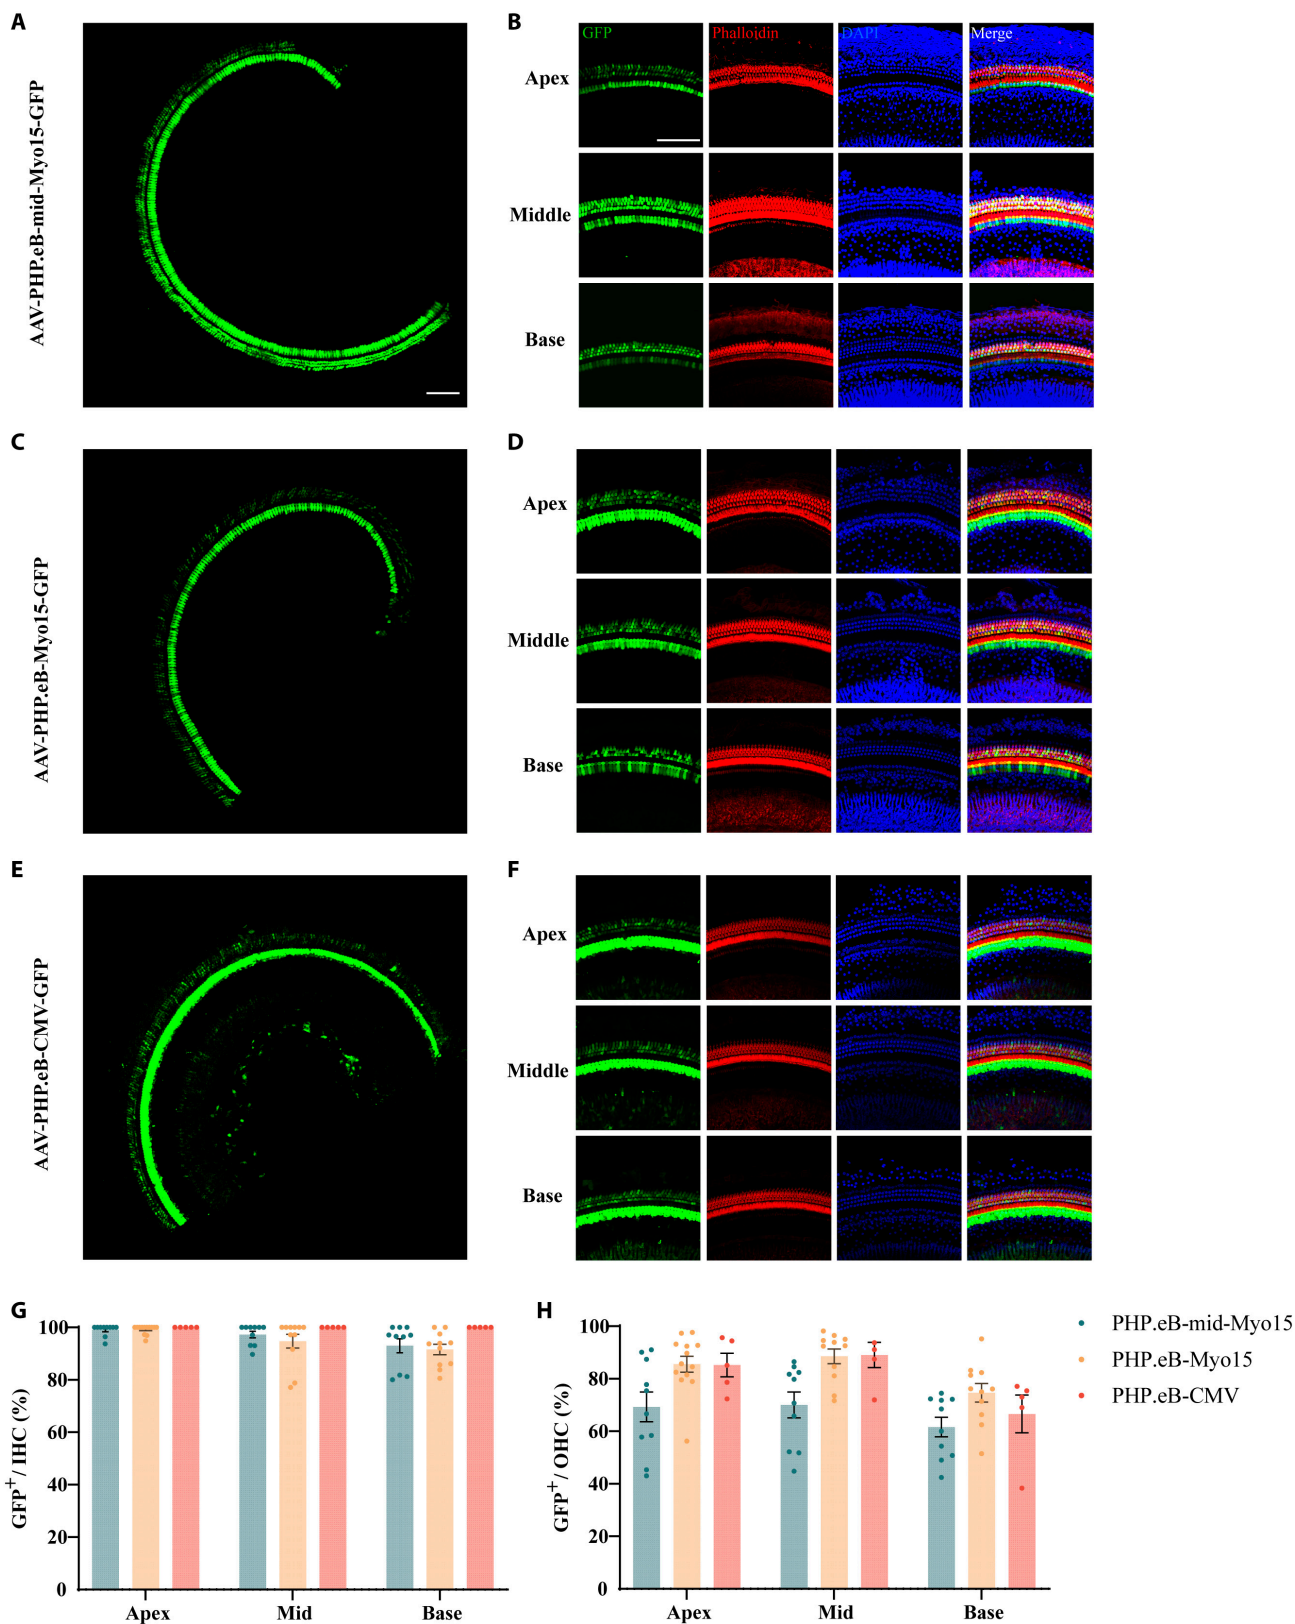 A
AAV-PHP.eB-mid-Myo15-GFP
B
GFP
Phalloidin
DAPI
Merge
Apex
Middle
Base
C
AAV-PHP.eB-Myo15-GFP
D
Apex
Middle
Base
E
AAV-PHP.eB-CMV-GFP
F
Apex
Middle
Base
G
GFP⁺/ IHC (%)
100
80
60
40
20
0
Apex
Mid
Base
H
GFP⁺/ OHC (%)
100
80
60
40
20
0
Apex
Mid
Base
PHP.eB-mid-Myo15
PHP.eB-Myo15
PHP.eB-CMV